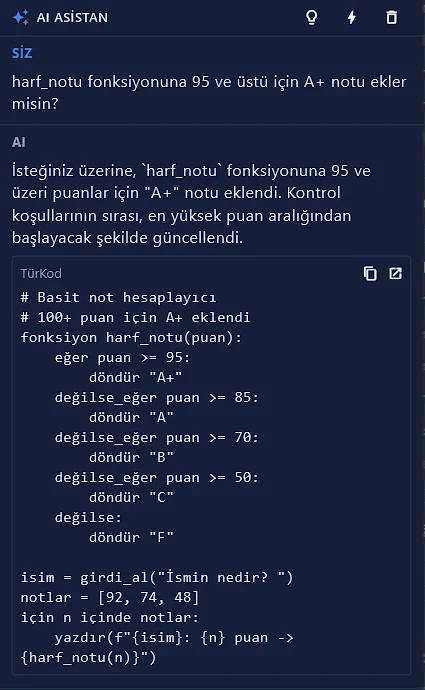 AI ASİSTAN
SİZ
harf_notu fonksiyonuna 95 ve üstü için A+ notu ekler
misin?
AI
İsteğiniz üzerine, `harf_notu` fonksiyonuna 95 ve
üzeri puanlar için "A+" notu eklendi. Kontrol
koşullarının sırası, en yüksek puan aralığından
başlayacak şekilde güncellendi.
TürKod
# Basit not hesaplayıcı
# 100+ puan için A+ eklendi
fonksiyon harf_notu(puan):
    eğer puan >= 95:
        döndür "A+"
    değilse_eğer puan >= 85:
        döndür "A"
    değilse_eğer puan >= 70:
        döndür "B"
    değilse_eğer puan >= 50:
        döndür "C"
    değilse:
        döndür "F"

isim = girdi_al("İsmin nedir? ")
notlar = [92, 74, 48]
için n içinde notlar:
    yazdır(f"{isim}: {n} puan ->
{harf_notu(n)}")